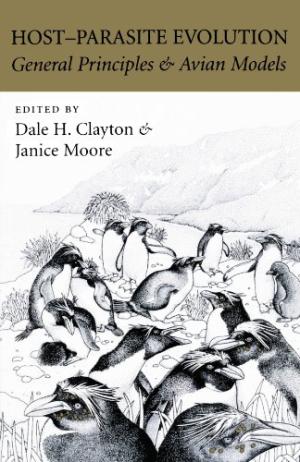 HOST–PARASITE EVOLUTION
General Principles & Avian Models
EDITED BY
Dale H. Clayton &
Janice Moore